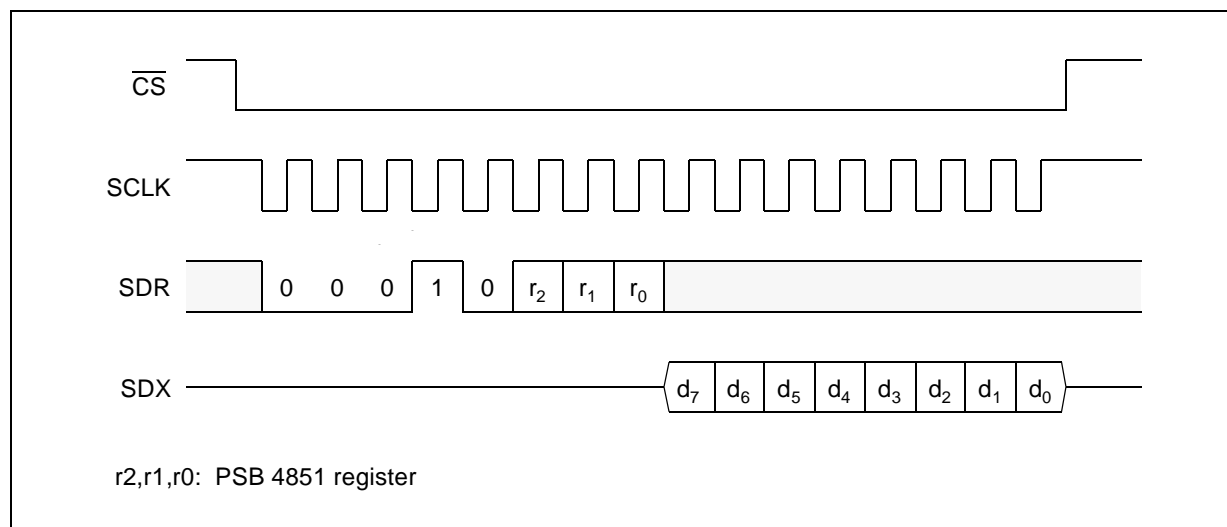 CS
SCLK
SDR 0 0 0 1 0 r2 r1 r0
SDX d7 d6 d5 d4 d3 d2 d1 d0
r2,r1,r0: PSB 4851 register